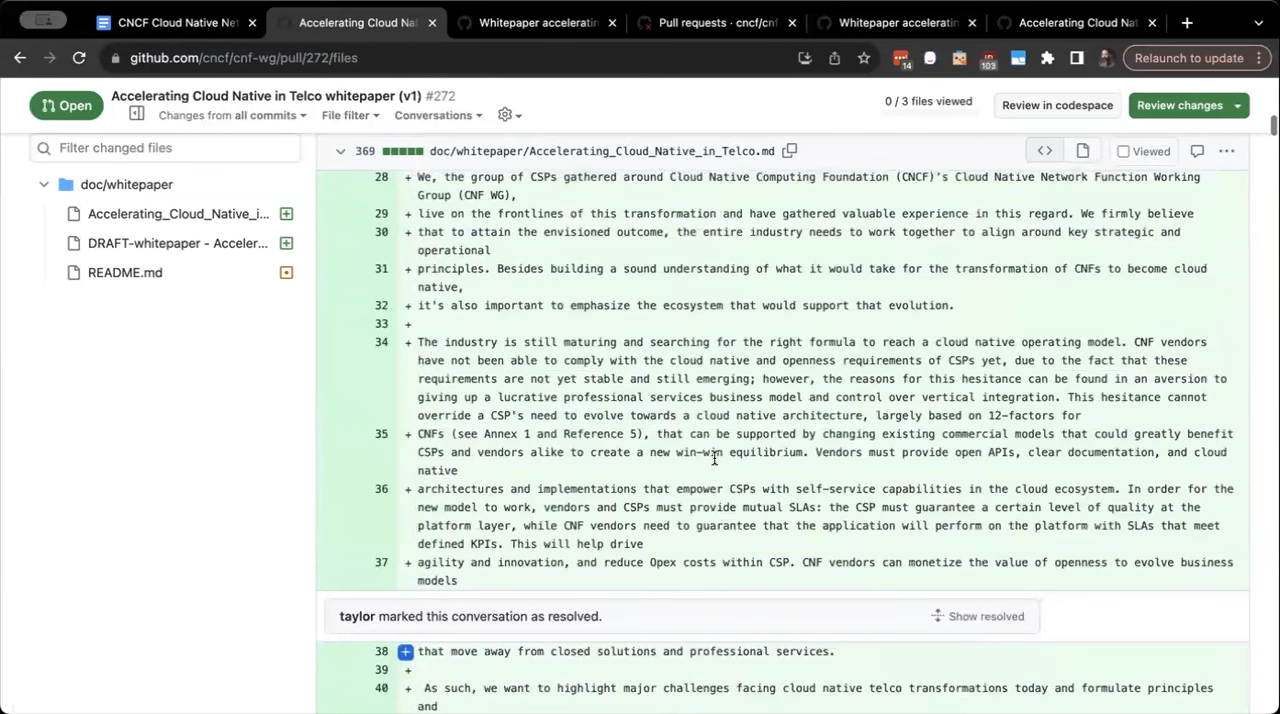 CNCF Cloud Native Ne
Accelerating Cloud Na
Whitepaper acceleratin
Pull requests · cncf/cnf
Whitepaper acceleratin
Accelerating Cloud Nat
github.com/cncf/cnf-wg/pull/272/files
14
103
Relaunch to update
Open
Accelerating Cloud Native in Telco whitepaper (v1) #272
Changes from all commits
File filter
Conversations
0 / 3 files viewed
Review in codespace
Review changes
Filter changed files
doc/whitepaper
Accelerating_Cloud_Native_i...
DRAFT-whitepaper - Acceler...
README.md
369 doc/whitepaper/Accelerating_Cloud_Native_in_Telco.md
Viewed
28 + We, the group of CSPs gathered around Cloud Native Computing Foundation (CNCF)'s Cloud Native Network Function Working
Group (CNF WG),
29 + live on the frontlines of this transformation and have gathered valuable experience in this regard. We firmly believe
30 + that to attain the envisioned outcome, the entire industry needs to work together to align around key strategic and
operational
31 + principles. Besides building a sound understanding of what it would take for the transformation of CNFs to become cloud
native,
32 + it's also important to emphasize the ecosystem that would support that evolution.
33 +
34 + The industry is still maturing and searching for the right formula to reach a cloud native operating model. CNF vendors
have not been able to comply with the cloud native and openness requirements of CSPs yet, due to the fact that these
requirements are not yet stable and still emerging; however, the reasons for this hesitance can be found in an aversion to
giving up a lucrative professional services business model and control over vertical integration. This hesitance cannot
override a CSP's need to evolve towards a cloud native architecture, largely based on 12-factors for
35 + CNFs (see Annex 1 and Reference 5), that can be supported by changing existing commercial models that could greatly benefit
CSPs and vendors alike to create a new win-win equilibrium. Vendors must provide open APIs, clear documentation, and cloud
native
36 + architectures and implementations that empower CSPs with self-service capabilities in the cloud ecosystem. In order for the
new model to work, vendors and CSPs must provide mutual SLAs: the CSP must guarantee a certain level of quality at the
platform layer, while CNF vendors need to guarantee that the application will perform on the platform with SLAs that meet
defined KPIs. This will help drive
37 + agility and innovation, and reduce Opex costs within CSP. CNF vendors can monetize the value of openness to evolve business
models
taylor marked this conversation as resolved.
Show resolved
38 + that move away from closed solutions and professional services.
39 +
40 + As such, we want to highlight major challenges facing cloud native telco transformations today and formulate principles
and